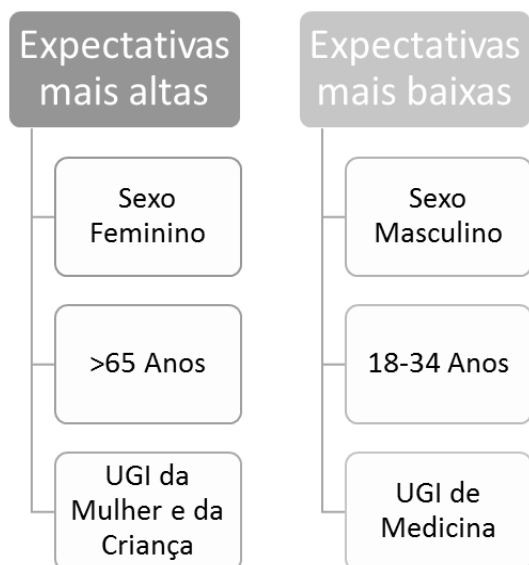 Expectativas
mais altas
Sexo
Feminino
>65 Anos
UGI da
Mulher e da
Criança
Expectativas
mais baixas
Sexo
Masculino
18-34 Anos
UGI de
Medicina